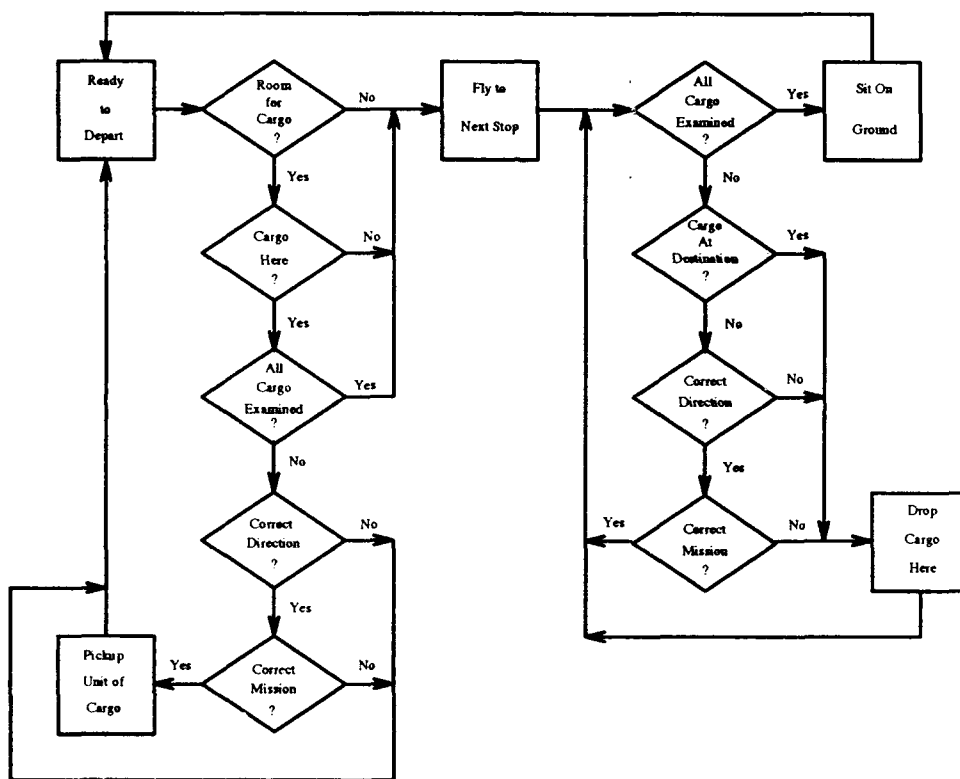 Ready
to
Depart
Room
for
Cargo
?
No
Yes
Cargo
Here
?
No
Yes
All
Cargo
Examined
?
Yes
No
Correct
Direction
?
No
Yes
Correct
Mission
?
No
Yes
Pickup
Unit of
Cargo
Fly to
Next Stop
All
Cargo
Examined
?
Yes
Sit On
Ground
No
Cargo
At
Destination
?
Yes
No
Correct
Direction
?
No
Yes
Correct
Mission
?
Yes
No
Drop
Cargo
Here